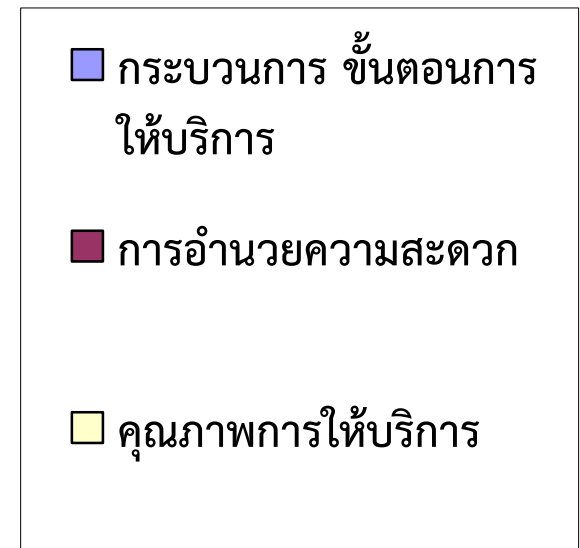 กระบวนการ ขั้นตอนการ
ให้บริการ
การอำนวยความสะดวก
คุณภาพการให้บริการ